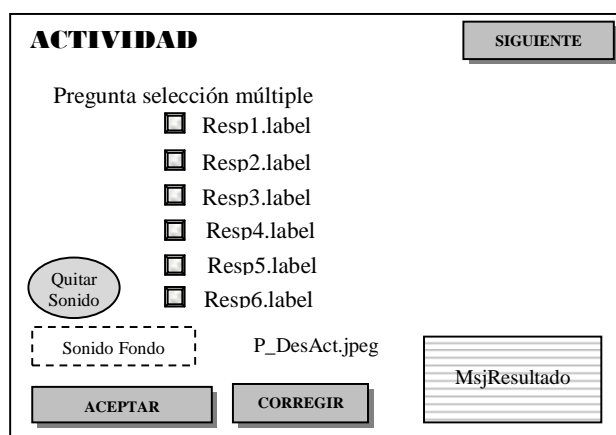 ACTIVIDAD
SIGUIENTE
Pregunta selección múltiple
Resp1.label
Resp2.label
Resp3.label
Resp4.label
Resp5.label
Resp6.label
Quitar
Sonido
Sonido Fondo
P_DesAct.jpeg
MsjResultado
ACEPTAR
CORREGIR